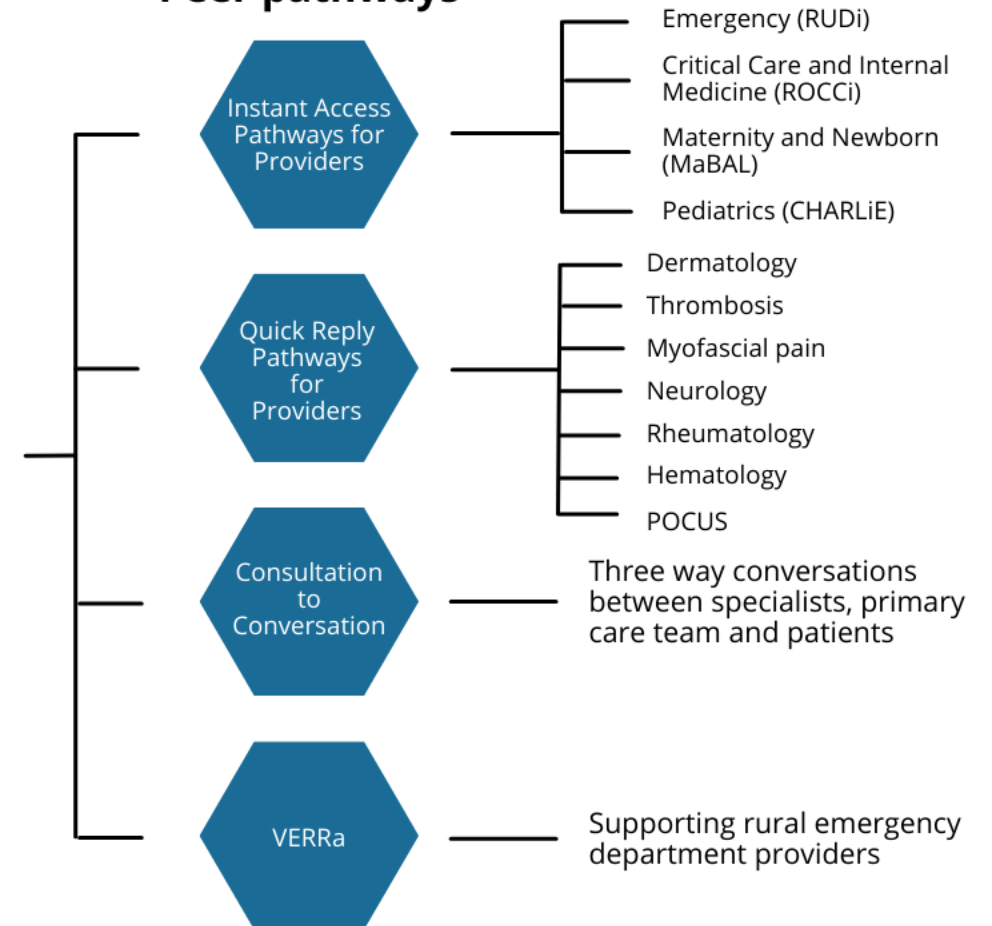 Peer pathways
Instant Access
Pathways for
Providers
Emergency (RUDi)
Critical Care and Internal
Medicine (ROCCi)
Maternity and Newborn
(MaBAL)
Pediatrics (CHARLiE)
Quick Reply
Pathways
for
Providers
Dermatology
Thrombosis
Myofascial pain
Neurology
Rheumatology
Hematology
POCUS
Consultation
to
Conversation
Three way conversations
between specialists, primary
care team and patients
VERRa
Supporting rural emergency
department providers